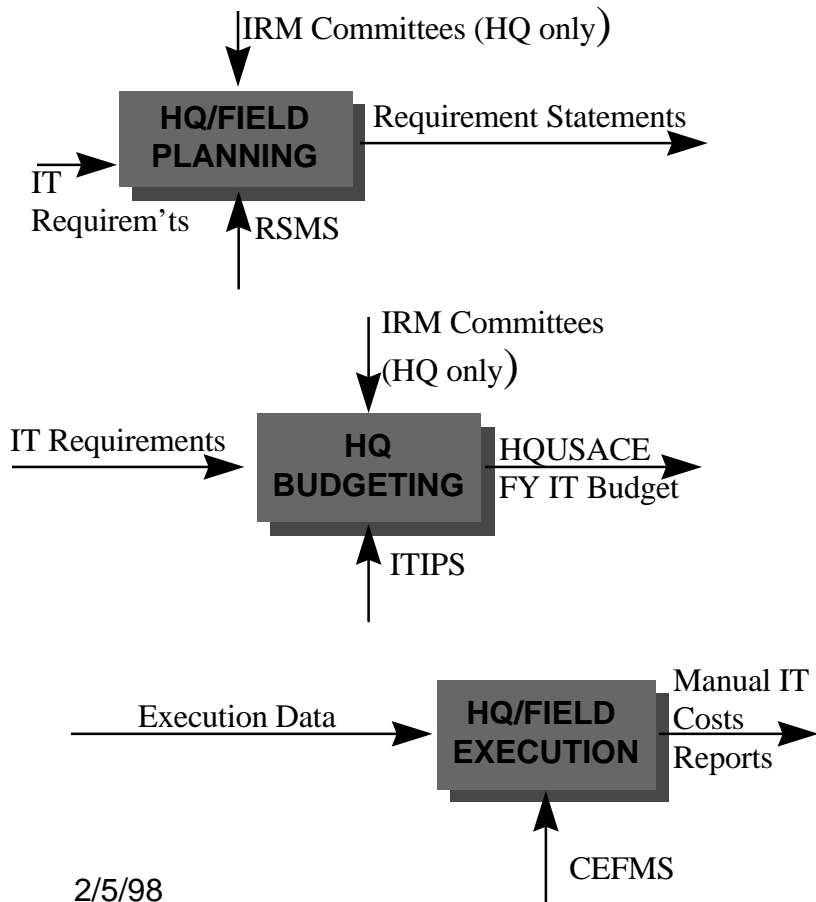 IRM Committees (HQ only)
HQ/FIELD
PLANNING
Requirement Statements
IT
Requirem’ts
RSMS
IRM Committees
(HQ only)
IT Requirements
HQ
BUDGETING
HQUSACE
FY IT Budget
ITIPS
Execution Data
HQ/FIELD
EXECUTION
Manual IT
Costs
Reports
CEFMS
2/5/98